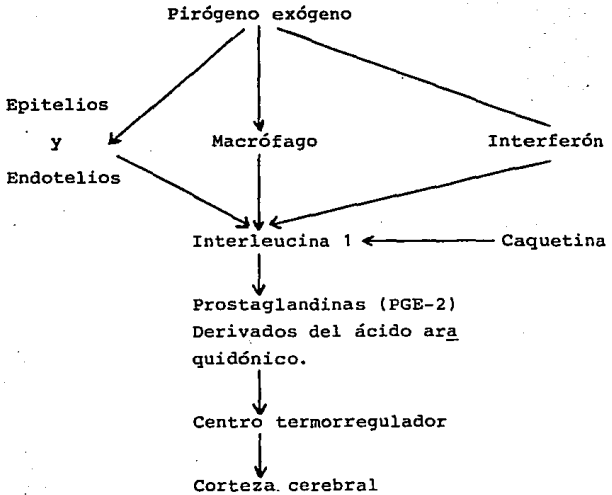 Pirógeno exógeno
Epitelios
y
Endotelios
Macrófago
Interferón
Interleucina 1
Caquetina
Prostaglandinas (PGE-2)
Derivados del ácido ara
quidónico.
Centro termorregulador
Corteza cerebral